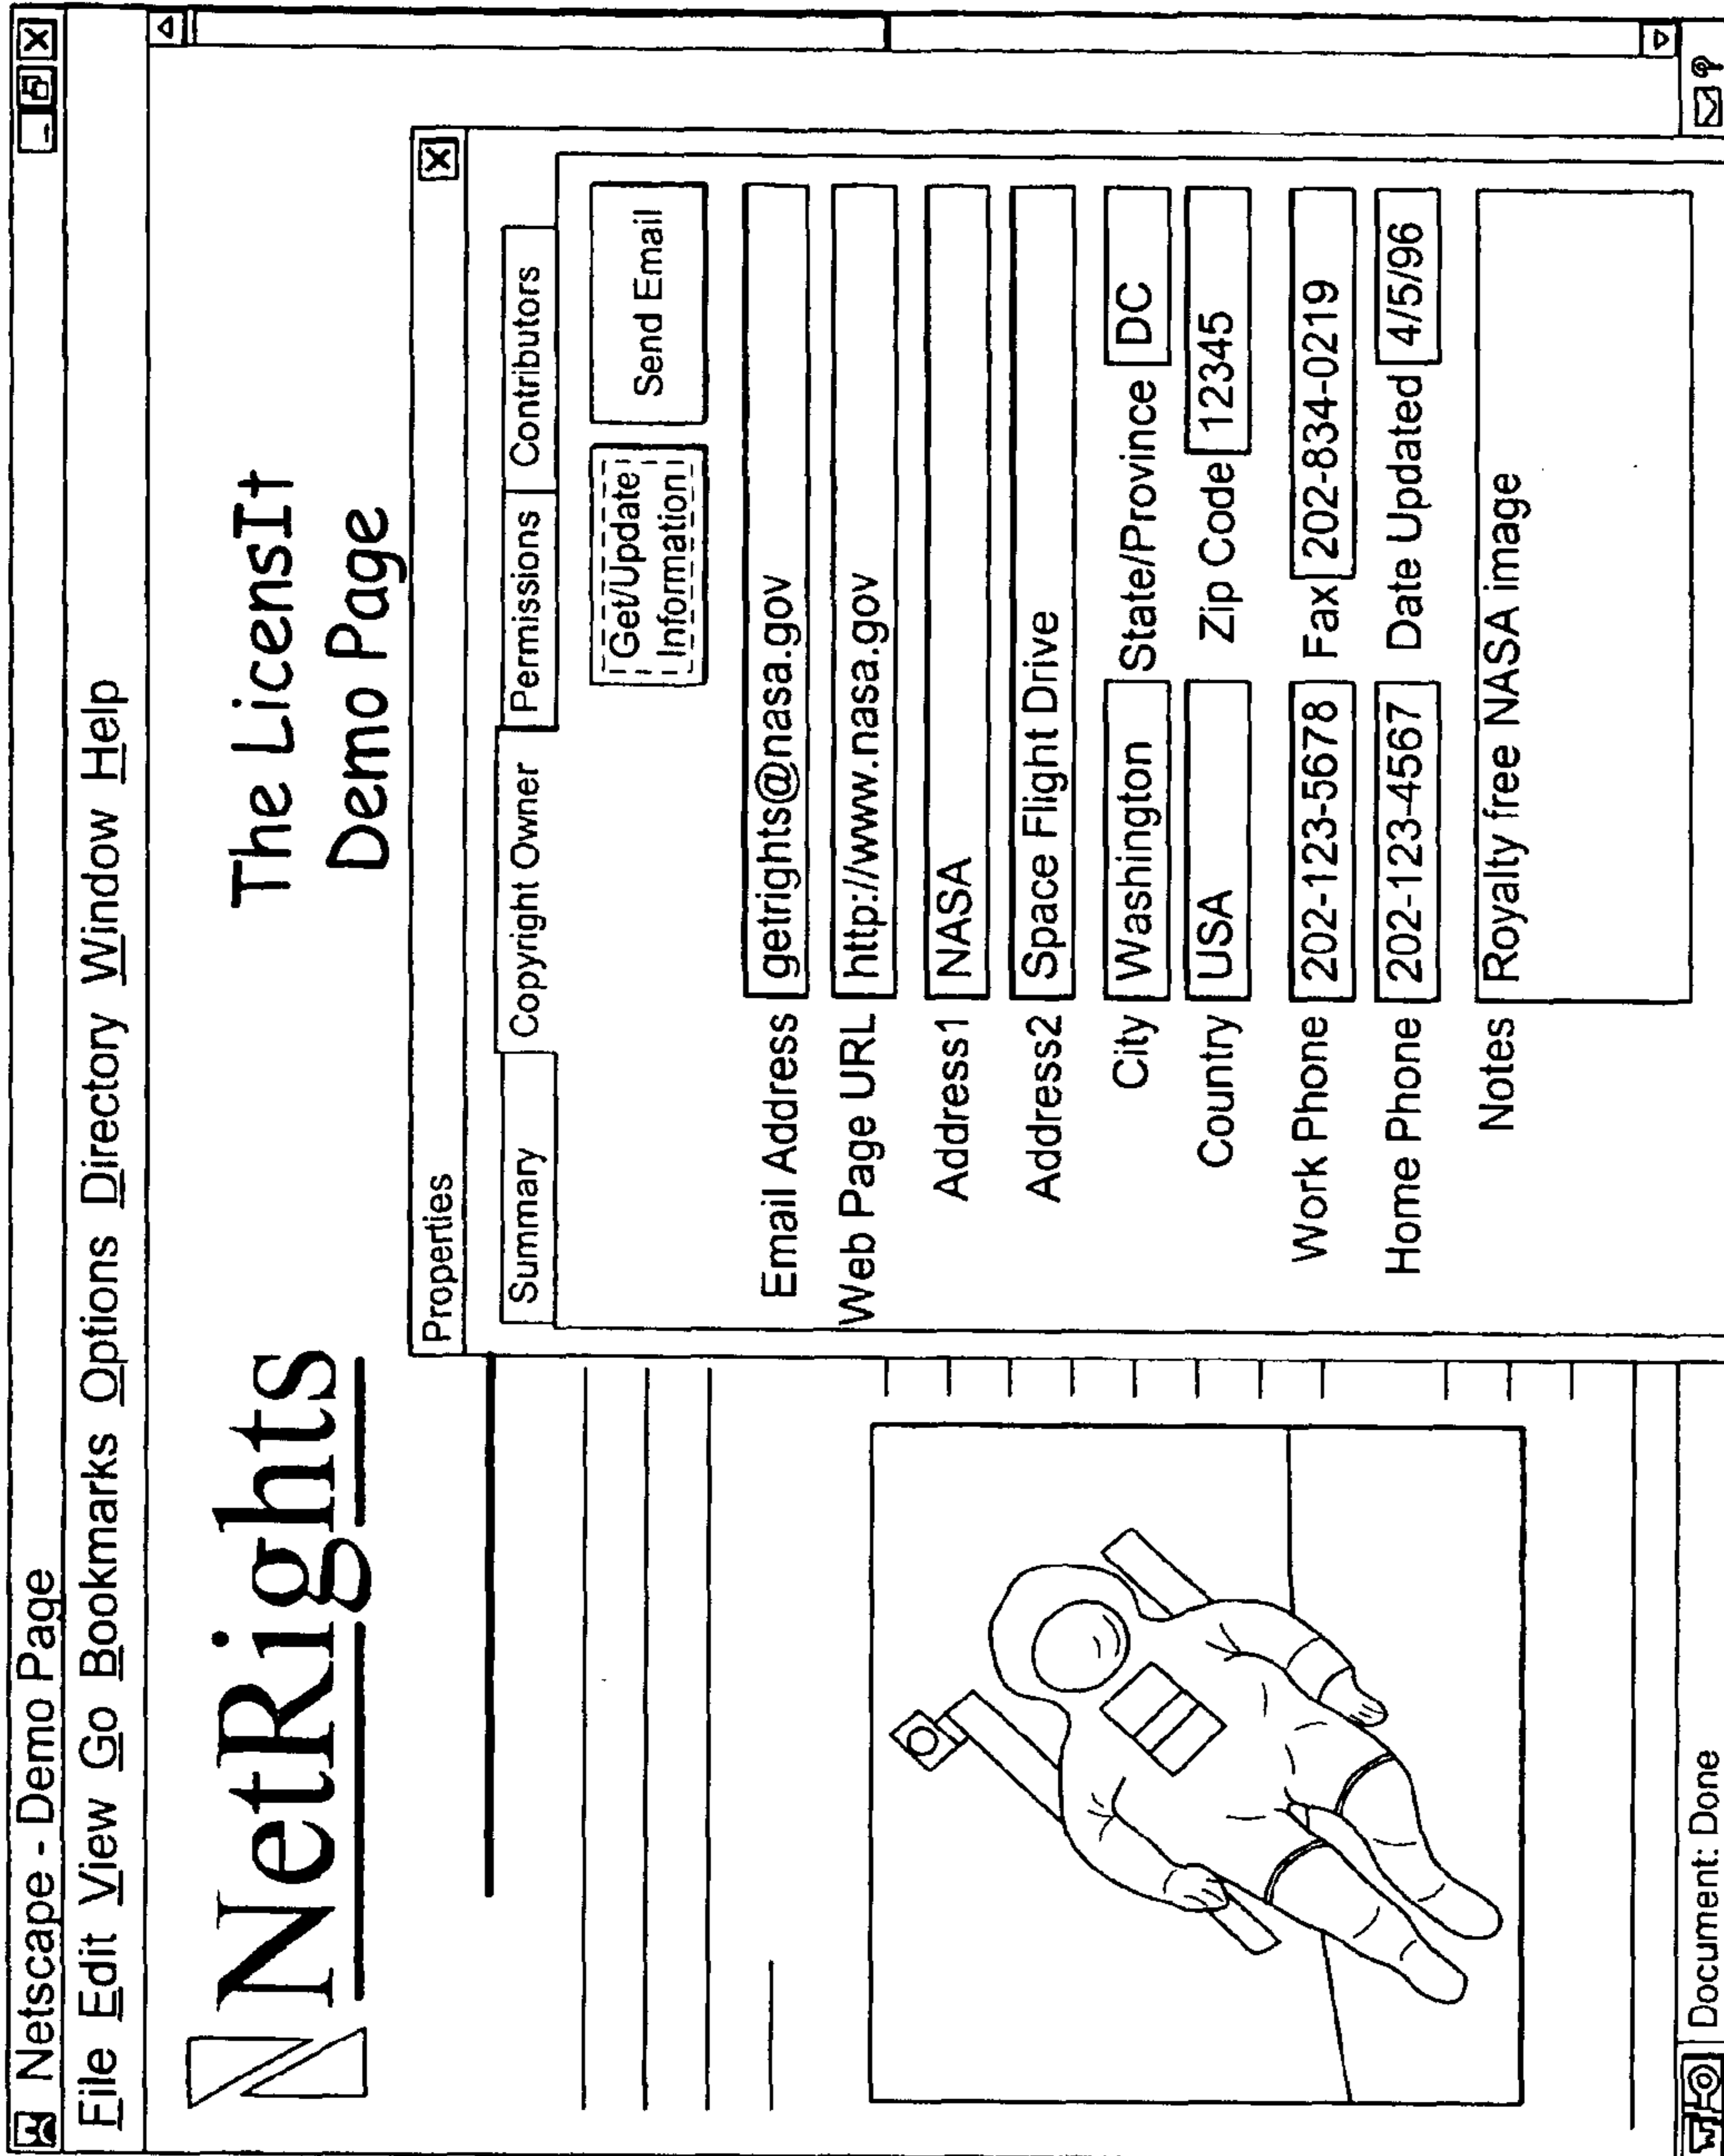 Netscape - Demo Page
File Edit View Go Bookmarks Options Directory Window Help
NetRights
The LicensIt
Demo Page
Properties
Summary Copyright Owner Permissions Contributors
Get/Update
Information
Send Email
Email Address getrights@nasa.gov
Web Page URL http://www.nasa.gov
Address1 NASA
Address2 Space Flight Drive
City Washington State/Province DC
Country USA Zip Code 12345
Work Phone 202-123-5678 Fax 202-834-0219
Home Phone 202-123-4567 Date Updated 4/5/96
Notes Royalty free NASA image
Document: Done